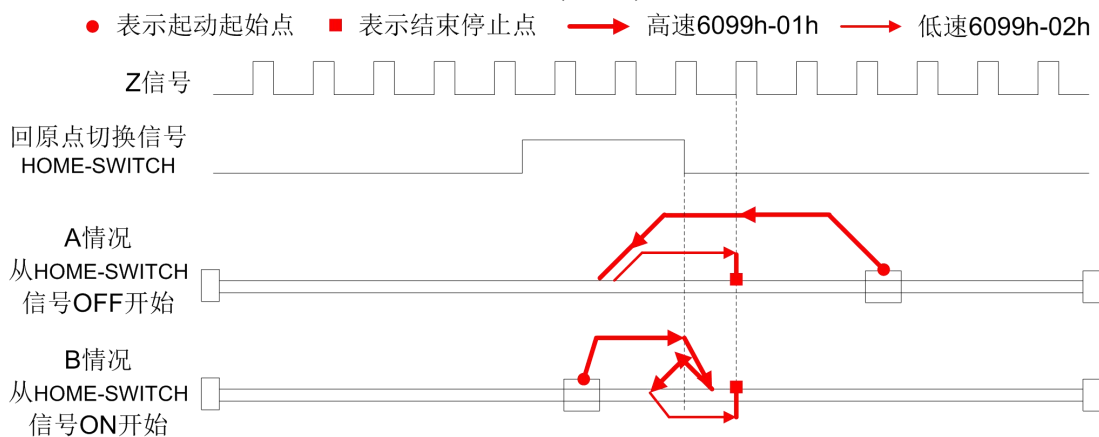 表示起动起始点 表示结束停止点 高速6099h-01h 低速6099h-02h
Z信号
回原点切换信号
HOME-SWITCH
A情况
从HOME-SWITCH
信号OFF开始
B情况
从HOME-SWITCH
信号ON开始